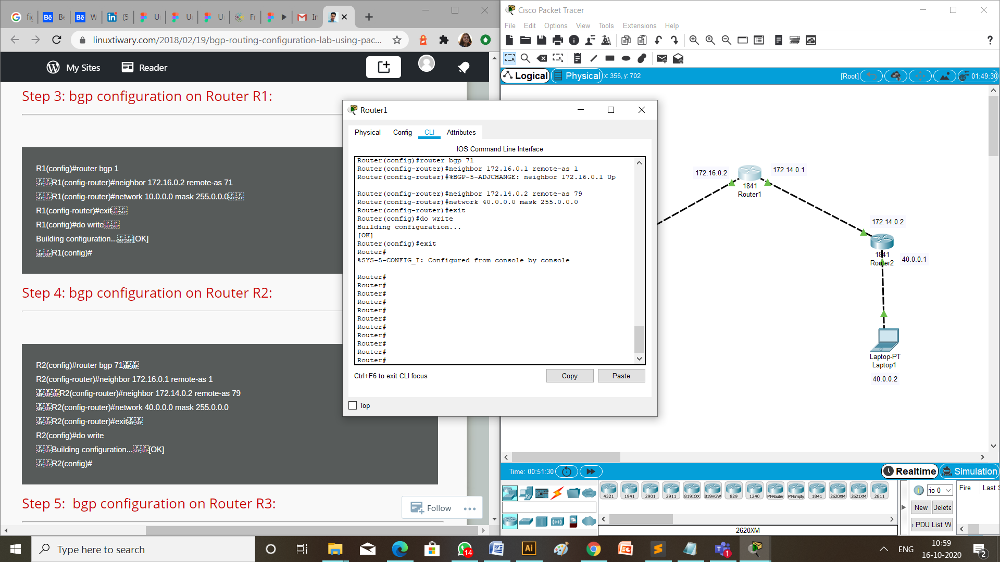 fig
Be
Be
W
(5
U
U
U
Fr
In
linuxtiwary.com/2018/02/19/bgp-routing-configuration-lab-using-pac...
My Sites
Reader
Step 3: bgp configuration on Router R1:
R1(config)#router bgp 1
R1(config-router)#neighbor 172.16.0.2 remote-as 71
R1(config-router)#network 10.0.0.0 mask 255.0.0.0
R1(config-router)#exit
R1(config)#do write
Building configuration...[OK]
R1(config)#
Step 4: bgp configuration on Router R2:
R2(config)#router bgp 71
R2(config-router)#neighbor 172.16.0.1 remote-as 1
R2(config-router)#neighbor 172.14.0.2 remote-as 79
R2(config-router)#network 40.0.0.0 mask 255.0.0.0
R2(config-router)#exit
R2(config)#do write
Building configuration...[OK]
R2(config)#
Step 5: bgp configuration on Router R3:
Follow
Router1
Physical Config CLI Attributes
IOS Command Line Interface
Router(config)#router bgp 71
Router(config-router)#neighbor 172.16.0.1 remote-as 1
Router(config-router)#%BGP-5-ADJCHANGE: neighbor 172.16.0.1 Up
Router(config-router)#neighbor 172.14.0.2 remote-as 79
Router(config-router)#network 40.0.0.0 mask 255.0.0.0
Router(config-router)#exit
Router(config)#do write
Building configuration...
[OK]
Router(config)#exit
Router#
%SYS-5-CONFIG_I: Configured from console by console
Router#
Router#
Router#
Router#
Router#
Router#
Router#
Router#
Router#
Router#
Router#
Ctrl+F6 to exit CLI focus
Copy
Paste
Top
Cisco Packet Tracer
File Edit Options View Tools Extensions Help
Logical
Physical
x: 356, y: 702
[Root]
01:49:30
172.16.0.2
172.14.0.1
1841
Router1
172.14.0.2
1841
Router2
40.0.0.1
Laptop-PT
Laptop1
40.0.0.2
Time: 00:51:30
Realtime
Simulation
4321 1941 2901 2911 819IOX 819HGW 829 1240 PT-Router PT-Empty 1841 2620XM 2621XM 2811
2620XM
rio 0
Fire Last S
New Delete
PDU List W
Type here to search
14
Ai
1
ENG
10:59
16-10-2020
2